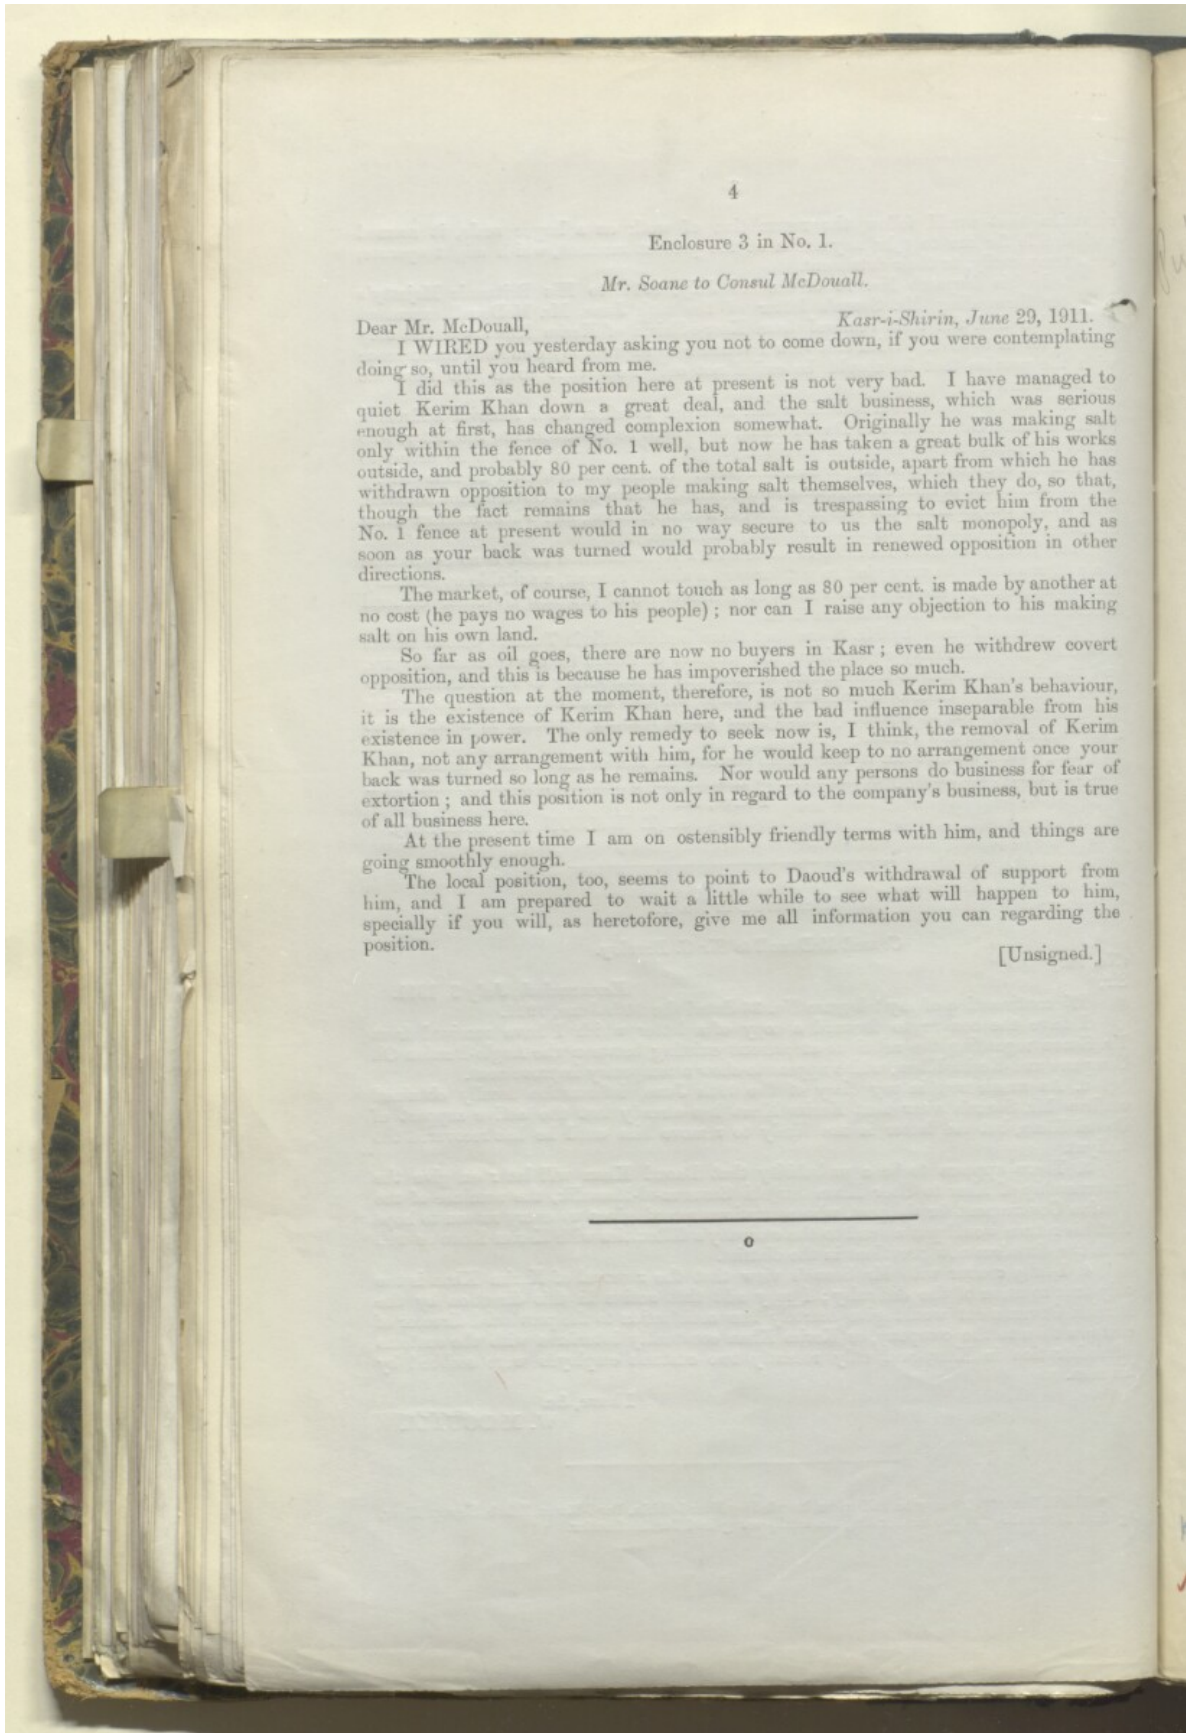 4
Enclosure 3 in No. 1.
Mr. Soane to Consul McDouall.
Dear Mr. McDouall, Kasr-i-Shirin, June 29, 1911.
I WIRED you yesterday asking you not to come down, if you were contemplating
doing so, until you heard from me.
I did this as the position here at present is not very bad. I have managed to
quiet Kerim Khan down a great deal, and the salt business, which was serious
enough at first, has changed complexion somewhat. Originally he was making salt
only within the fence of No. 1 well, but now he has taken a great bulk of his works
outside, and probably 80 per cent. of the total salt is outside, apart from which he has
withdrawn opposition to my people making salt themselves, which they do, so that,
though the fact remains that he has, and is trespassing to evict him from the
No. 1 fence at present would in no way secure to us the salt monopoly, and as
soon as your back was turned would probably result in renewed opposition in other
directions.
The market, of course, I cannot touch as long as 80 per cent. is made by another at
no cost (he pays no wages to his people) ; nor can I raise any objection to his making
salt on his own land.
So far as oil goes, there are now no buyers in Kasr ; even he withdrew covert
opposition, and this is because he has impoverished the place so much.
The question at the moment, therefore, is not so much Kerim Khan's behaviour,
it is the existence of Kerim Khan here, and the bad influence inseparable from his
existence in power. The only remedy to seek now is, I think, the removal of Kerim
Khan, not any arrangement with him, for he would keep to no arrangement once your
back was turned so long as he remains. Nor would any persons do business for fear of
extortion ; and this position is not only in regard to the company's business, but is true
of all business here.
At the present time I am on ostensibly friendly terms with him, and things are
going smoothly enough.
The local position, too, seems to point to Daoud's withdrawal of support from
him, and I am prepared to wait a little while to see what will happen to him,
specially if you will, as heretofore, give me all information you can regarding the
position.
[Unsigned.]
o